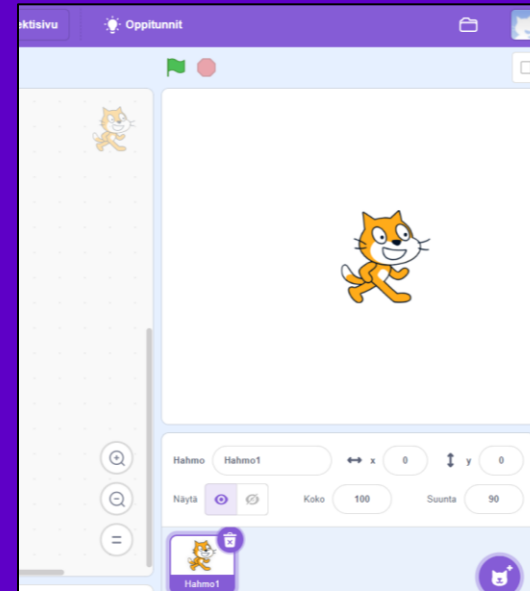 ektisivu Oppitunnit
Hahmo Hahmo1 x 0 y 0
Näytä Koko 100 Suunta 90
Hahmo1